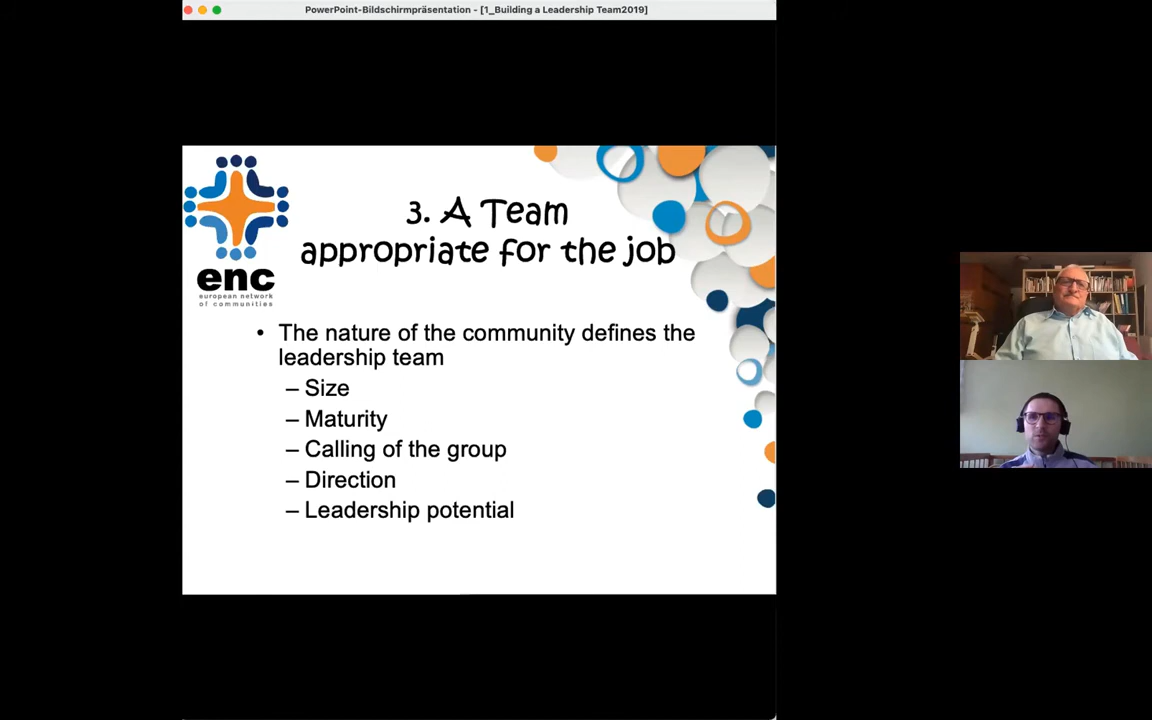 PowerPoint-Bildschirmpräsentation - [1_Building a Leadership Team2019]
enc
european network
of communities
3. A Team
appropriate for the job
• The nature of the community defines the
leadership team
– Size
– Maturity
– Calling of the group
– Direction
– Leadership potential